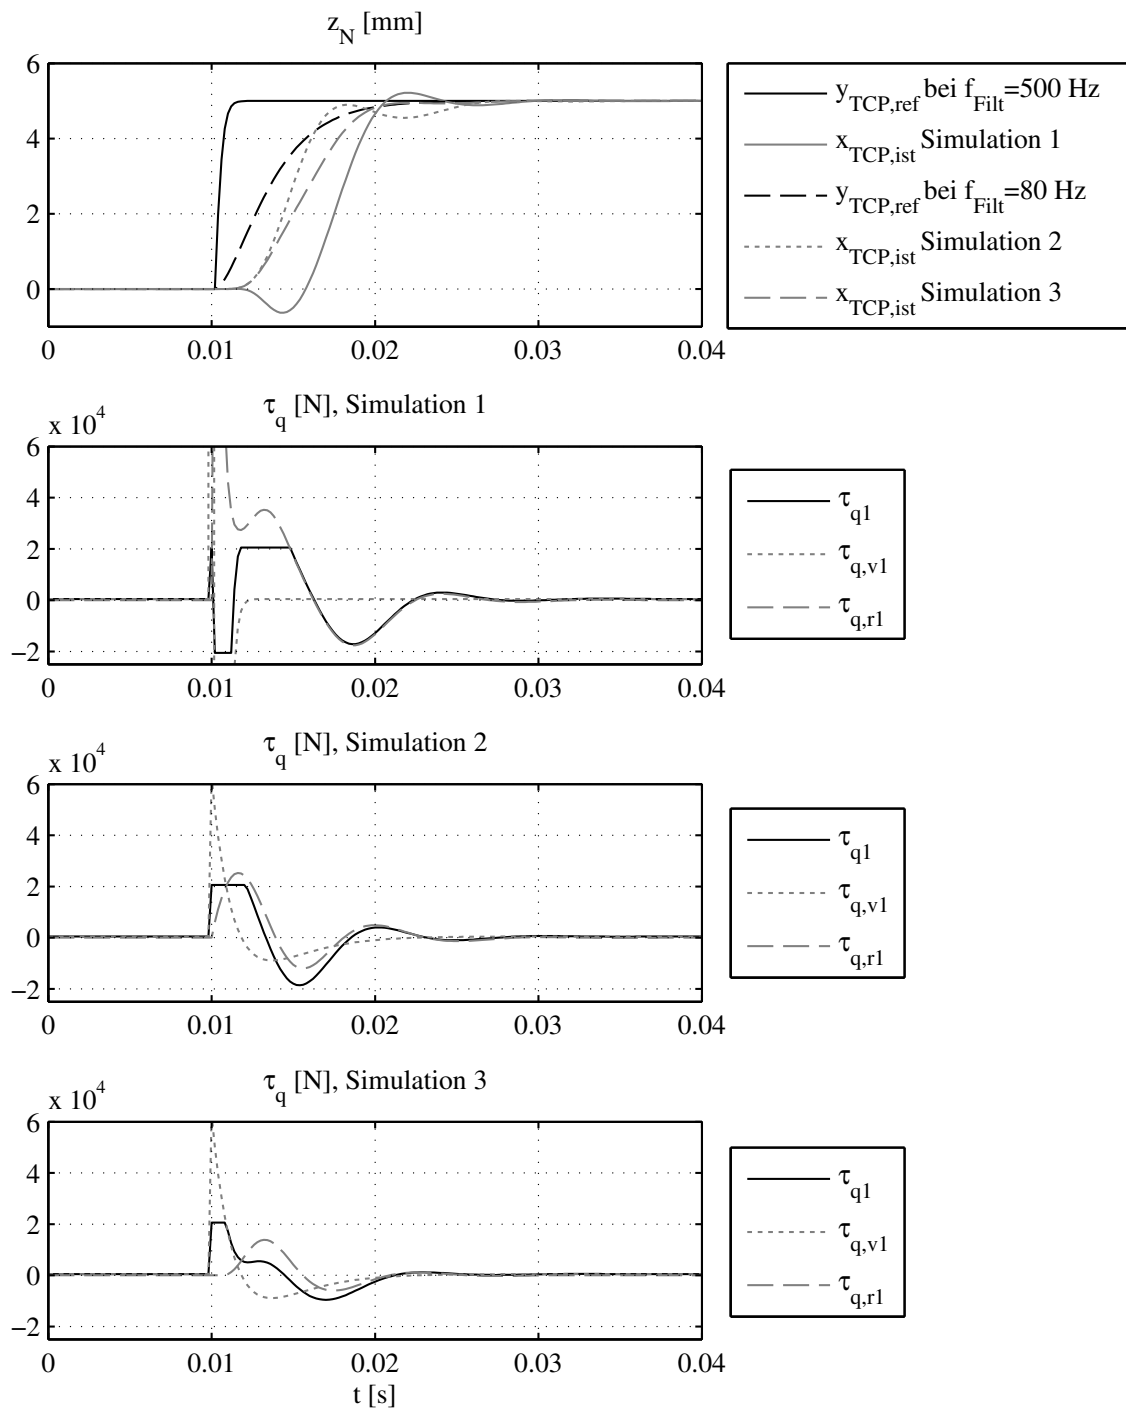 z_N [mm]
6
4
2
0
0 0.01 0.02 0.03 0.04
y_TCP,ref bei f_Filt=500 Hz
x_TCP,ist Simulation 1
y_TCP,ref bei f_Filt=80 Hz
x_TCP,ist Simulation 2
x_TCP,ist Simulation 3
x 10^4 τ_q [N], Simulation 1
6
4
2
0
−2
0 0.01 0.02 0.03 0.04
τ_q1
τ_q,v1
τ_q,r1
x 10^4 τ_q [N], Simulation 2
6
4
2
0
−2
0 0.01 0.02 0.03 0.04
τ_q1
τ_q,v1
τ_q,r1
x 10^4 τ_q [N], Simulation 3
6
4
2
0
−2
0 0.01 0.02 0.03 0.04
t [s]
τ_q1
τ_q,v1
τ_q,r1